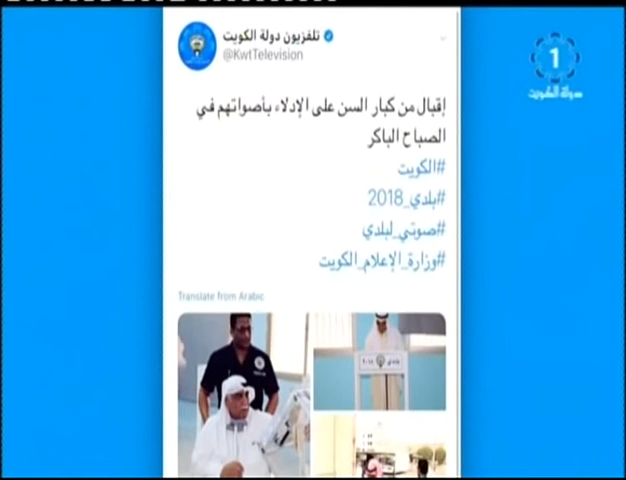 تلفزيون دولة الكويت
@KwtTelevision
1
دولة الكويت
إقبال من كبار السن على الإدلاء بأصواتهم في
الصباح الباكر
#الكويت
#بلدي_2018
#صوتي_لبلدي
#وزارة_الإعلام_الكويت
Translate from Arabic